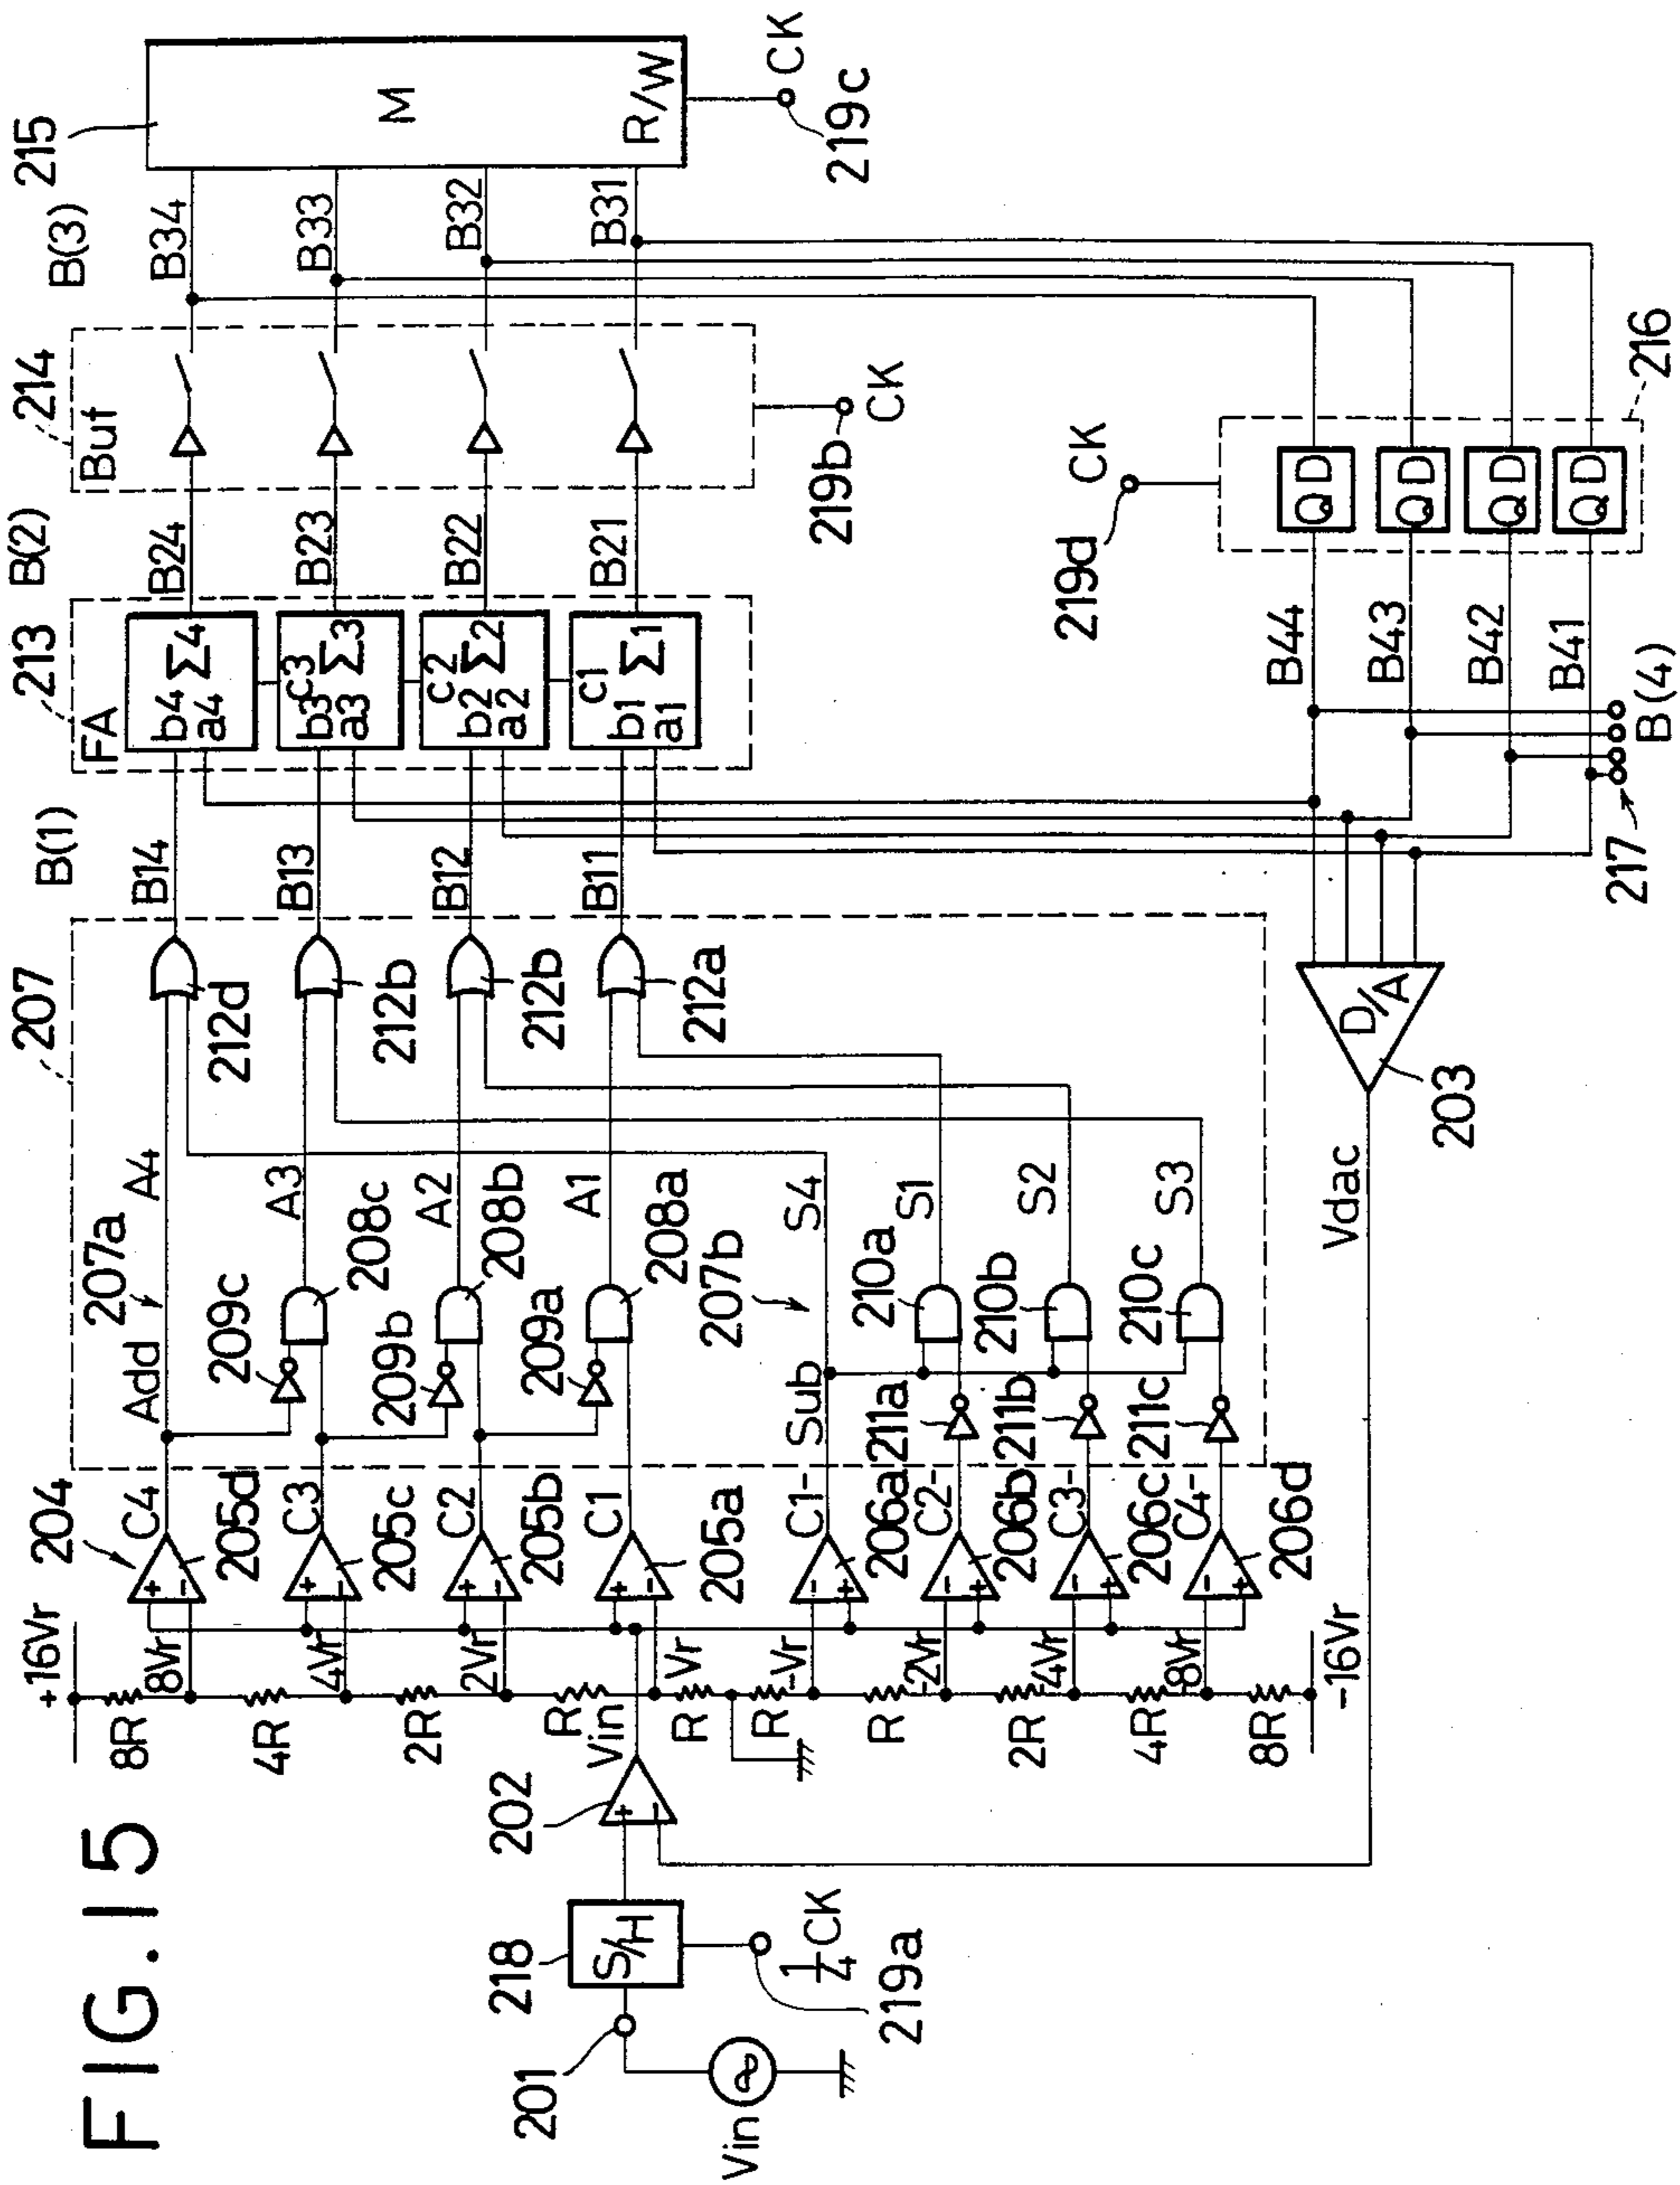 FIG. 15
Vin
201
218
S/H
1/4 CK
219a
202
+
-
Vin
+16Vr
8R
8Vr
4R
4Vr
2R
2Vr
R
Vr
R
R
-Vr
R
-2Vr
2R
-4Vr
4R
-8Vr
8R
-16Vr
204
+
-
C4
205d
+
-
C3
205c
+
-
C2
205b
+
-
C1
205a
-
+
C1-
206a
-
+
C2-
206b
-
+
C3-
206c
-
+
C4-
206d
207
207a
Add
A4
209c
208c
A3
209b
208b
A2
209a
208a
A1
207b
Sub
S4
211a
210a
S1
211b
210b
S2
211c
210c
S3
212d
212b
212b
212a
B(1)
B14
B13
B12
B11
213
FA
b4
a4
Σ4
c3
b3
a3
Σ3
c2
b2
a2
Σ2
c1
b1
a1
Σ1
B(2)
B24
B23
B22
B21
214
Buf
219b
CK
B(3)
B34
B33
B32
B31
215
M
R/W
CK
219c
Vdac
D/A
203
217
B(4)
B44
B43
B42
B41
219d
CK
Q D
Q D
Q D
Q D
216